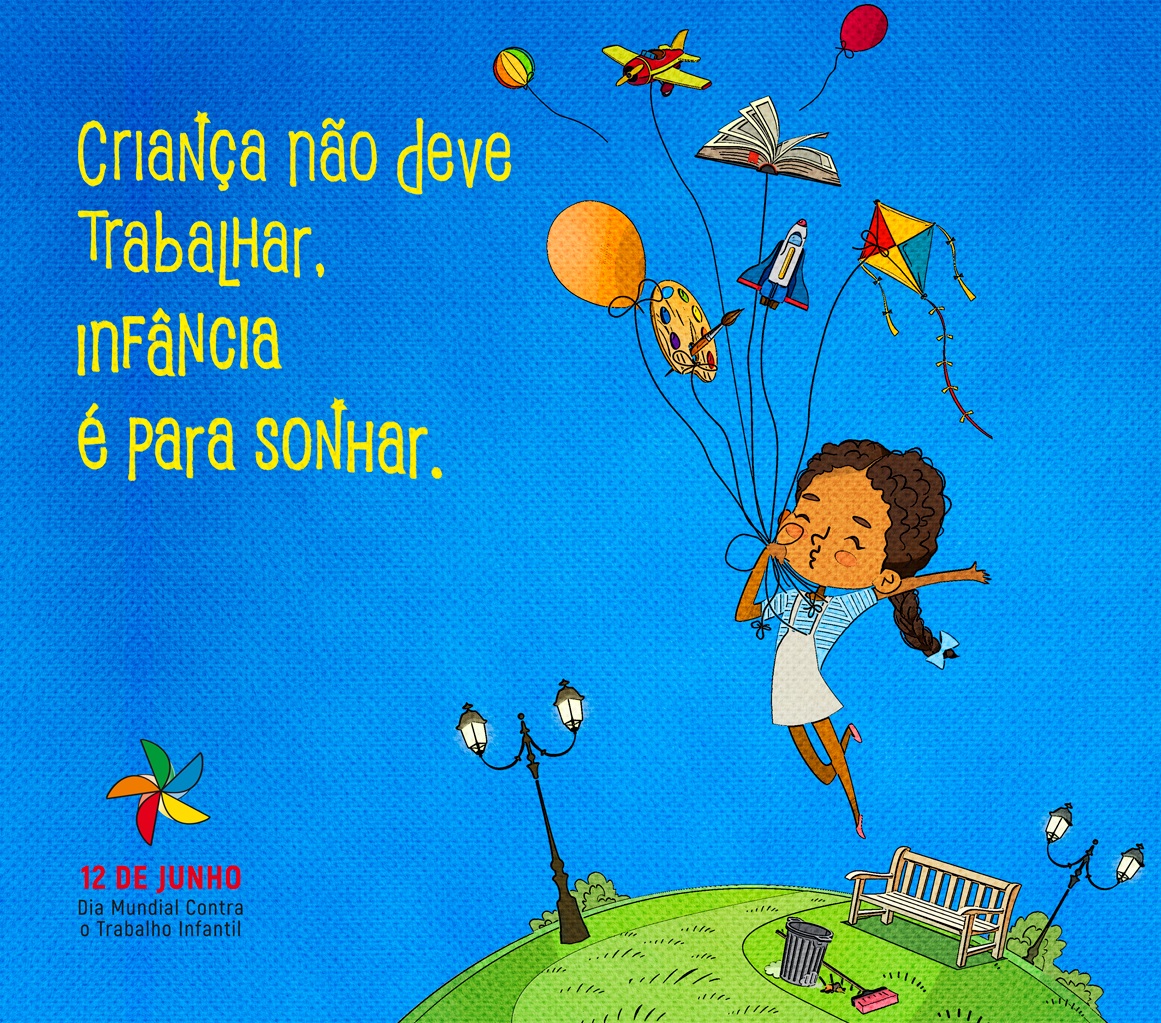 Criança não deve
Trabalhar,
infância
é para sonhar.
12 DE JUNHO
Dia Mundial Contra
o Trabalho Infantil